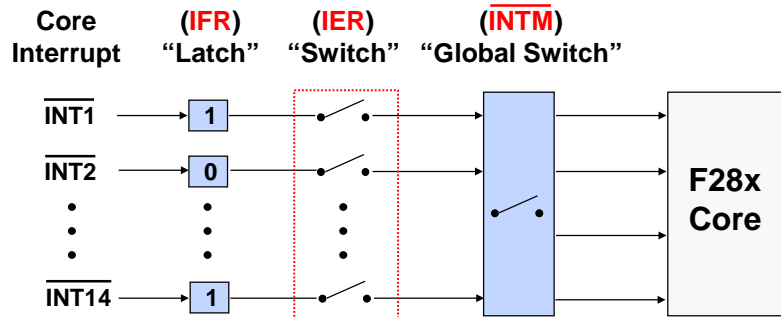 Core (IFR) (IER) (INTM)
Interrupt “Latch” “Switch” “Global Switch”
INT1 1
INT2 0
F28x
Core
INT14 1